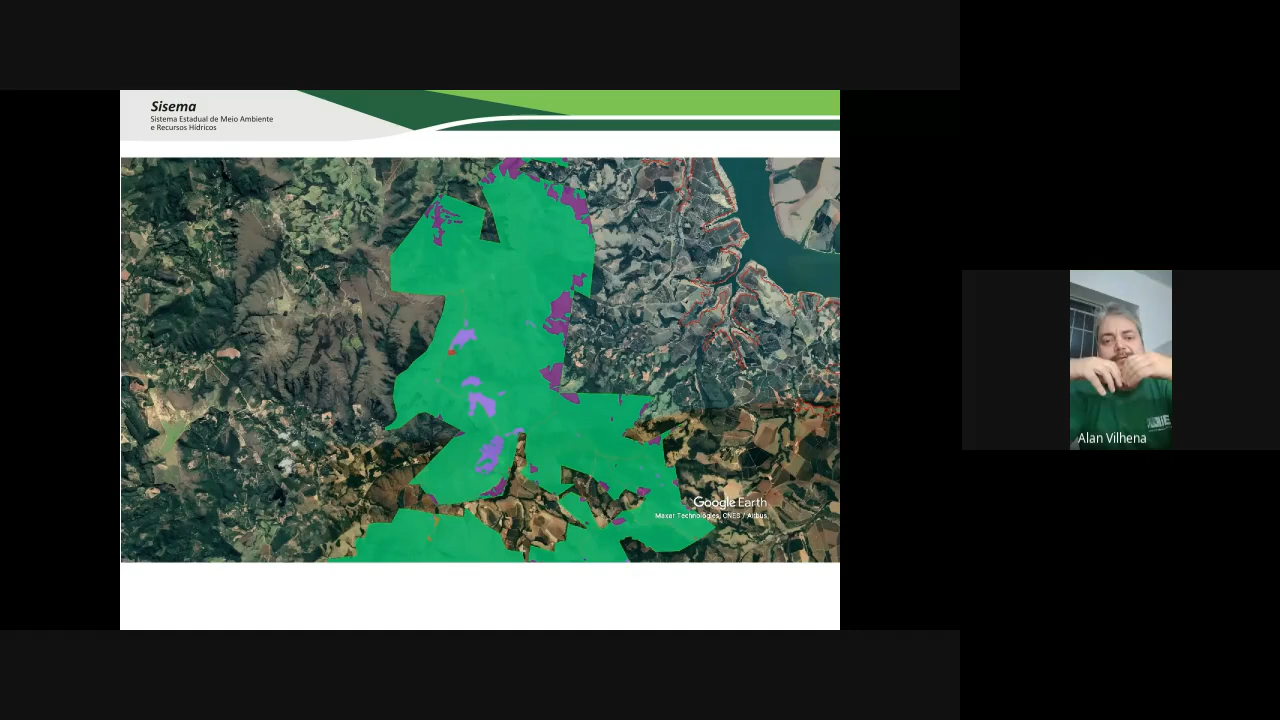 Sisema
Sistema Estadual de Meio Ambiente
e Recursos Hídricos
Google Earth
Maxar Technologies, CNES / Airbus
Alan Vilhena